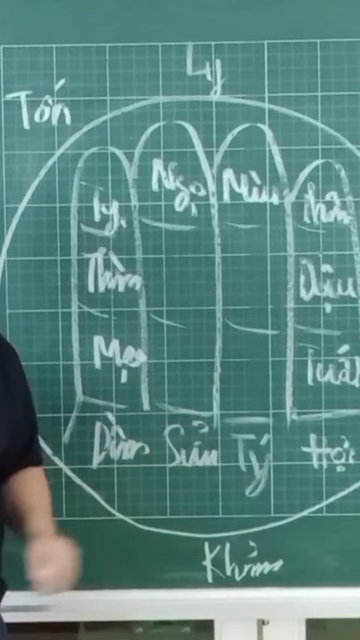 Ly
Tốn
Ngọ Mùi
Tỵ Thân
Thìn Dậu
Mẹo Tuất
Dần Sửu Tý Hợi
Khảm